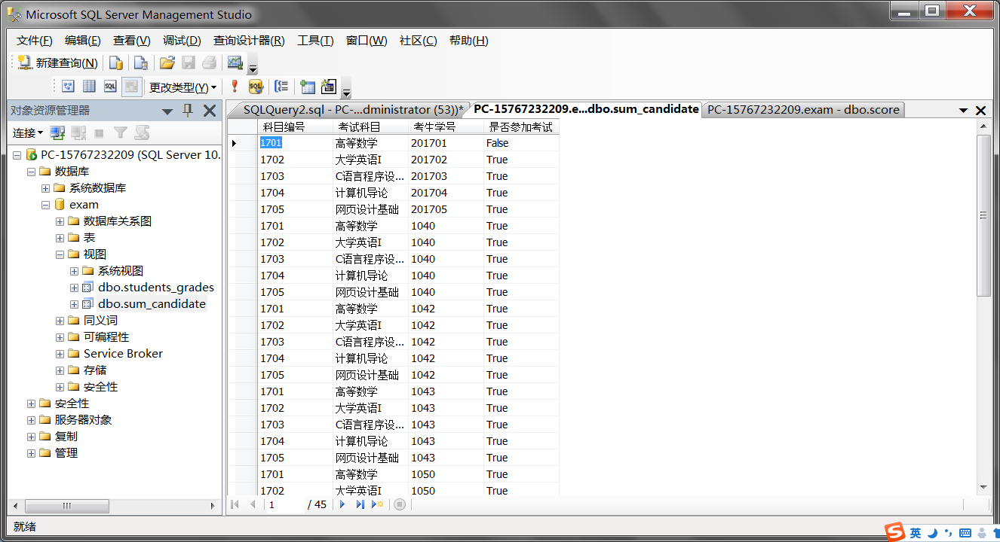 Microsoft SQL Server Management Studio
文件(F) 编辑(E) 查看(V) 调试(D) 查询设计器(R) 工具(T) 窗口(W) 社区(C) 帮助(H)
新建查询(N)
更改类型(Y)
对象资源管理器
连接
PC-15767232209 (SQL Server 10.
数据库
系统数据库
exam
数据库关系图
表
视图
系统视图
dbo.students_grades
dbo.sum_candidate
同义词
可编程性
Service Broker
存储
安全性
安全性
服务器对象
复制
管理
SQLQuery2.sql - PC-...dministrator (53))* PC-15767232209.e...dbo.sum_candidate PC-15767232209.exam - dbo.score
科目编号 考试科目 考生学号 是否参加考试
1701 高等数学 201701 False
1702 大学英语I 201702 True
1703 C语言程序设... 201703 True
1704 计算机导论 201704 True
1705 网页设计基础 201705 True
1701 高等数学 1040 True
1702 大学英语I 1040 True
1703 C语言程序设... 1040 True
1704 计算机导论 1040 True
1705 网页设计基础 1040 True
1701 高等数学 1042 True
1702 大学英语I 1042 True
1703 C语言程序设... 1042 True
1704 计算机导论 1042 True
1705 网页设计基础 1042 True
1701 高等数学 1043 True
1702 大学英语I 1043 True
1703 C语言程序设... 1043 True
1704 计算机导论 1043 True
1705 网页设计基础 1043 True
1701 高等数学 1050 True
1702 大学英语I 1050 True
1 / 45
就绪
英